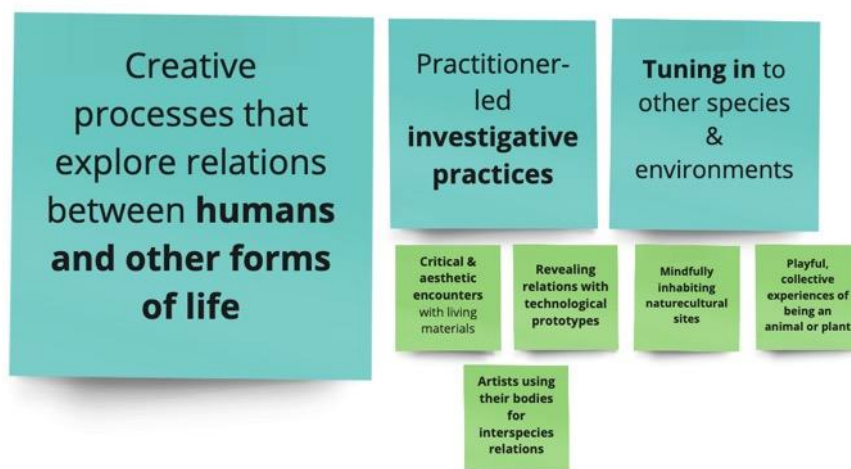 Creative
processes that
explore relations
between humans
and other forms
of life
Practitioner-
led
investigative
practices
Tuning in to
other species
&
environments
Critical &
aesthetic
encounters
with living
materials
Revealing
relations with
technological
prototypes
Mindfully
inhabiting
naturecultural
sites
Playful,
collective
experiences of
being an
animal or plant
Artists using
their bodies
for
interspecies
relations